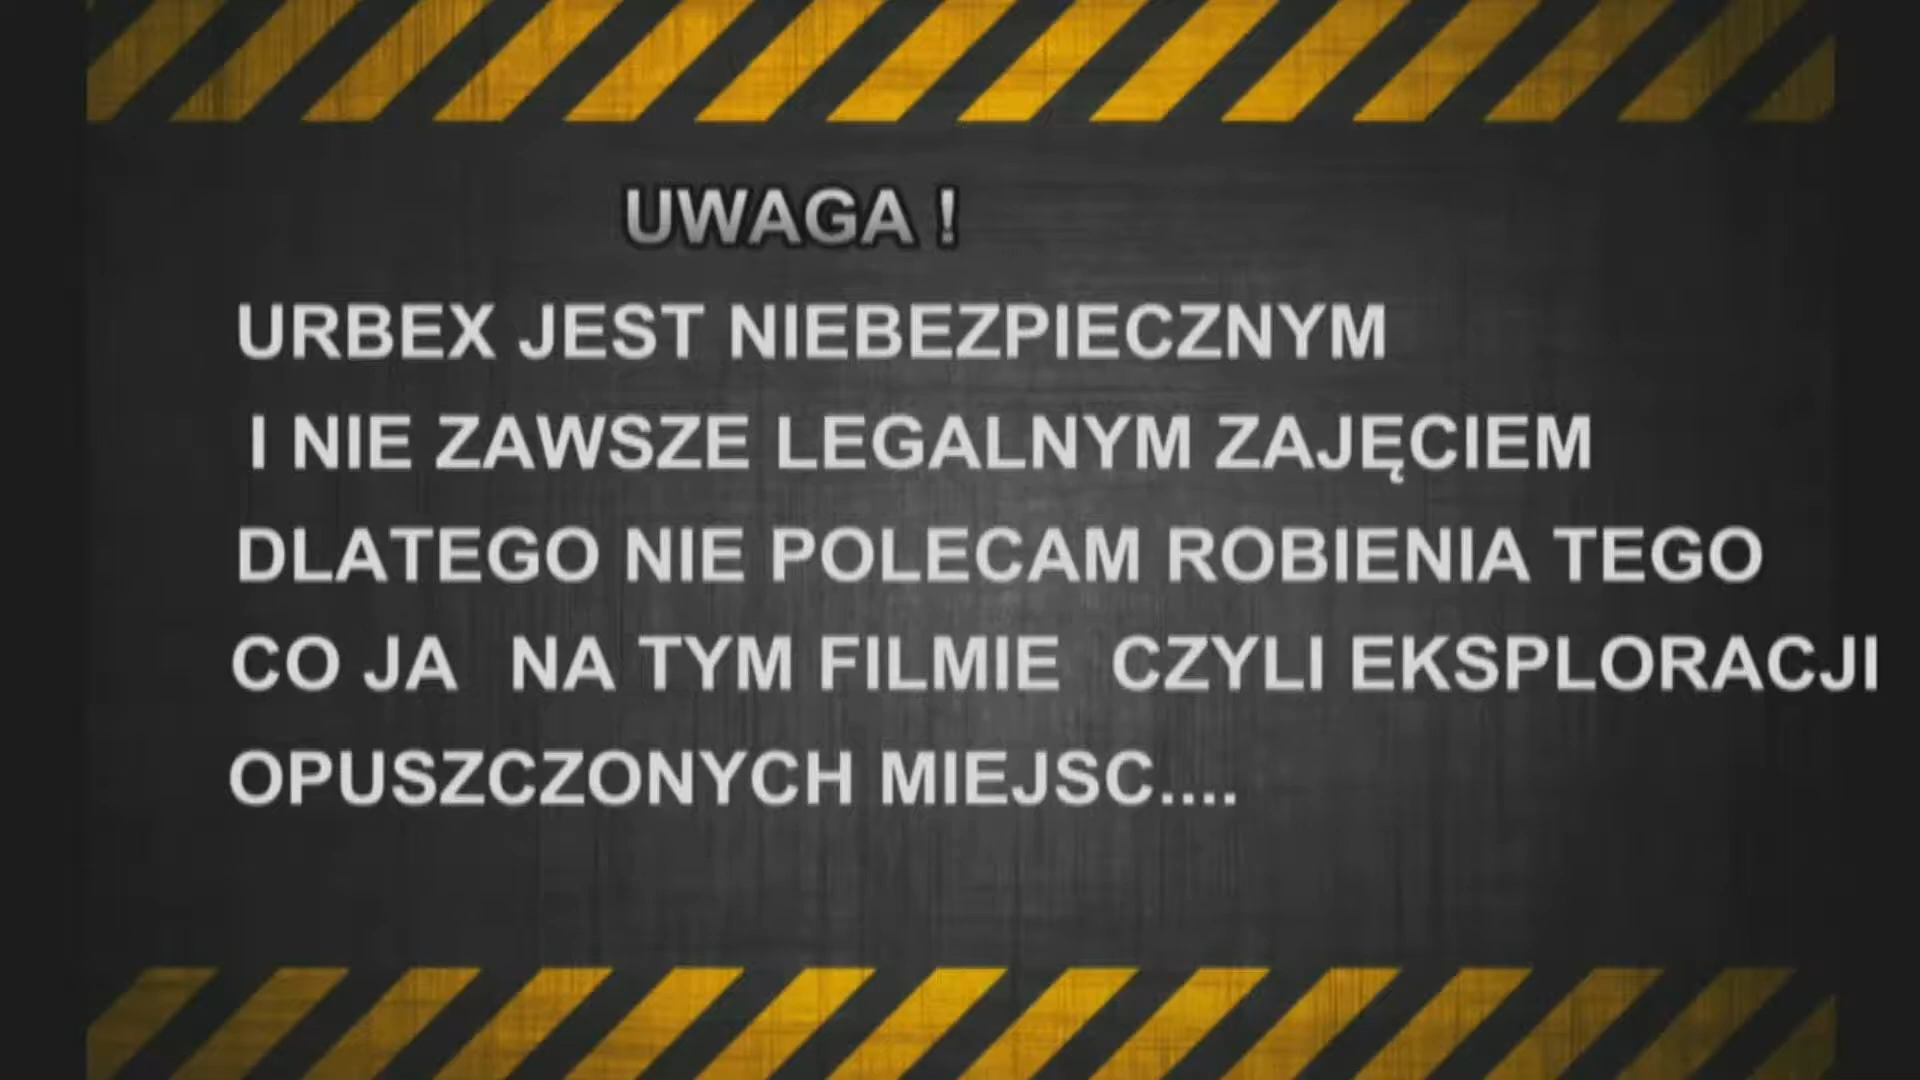 UWAGA !
URBEX JEST NIEBEZPIECZNYM
I NIE ZAWSZE LEGALNYM ZAJĘCIEM
DLATEGO NIE POLECAM ROBIENIA TEGO
CO JA NA TYM FILMIE CZYLI EKSPLORACJI
OPUSZCZONYCH MIEJSC....